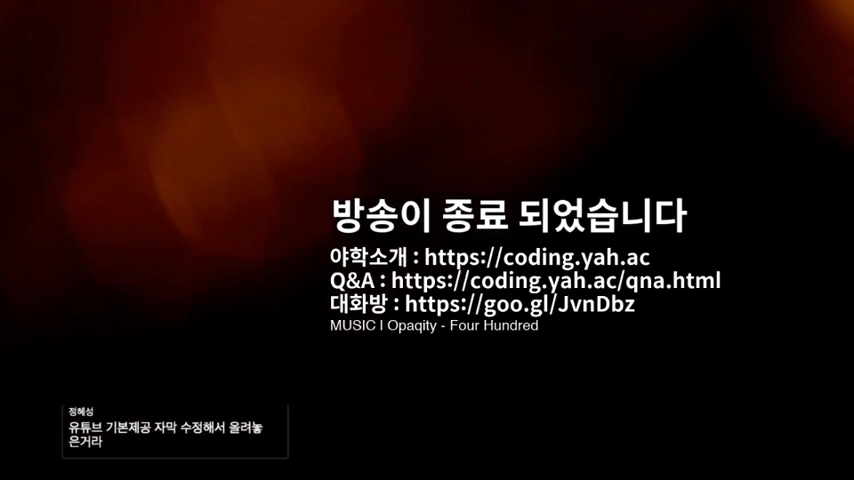 방송이 종료 되었습니다
야학소개 : https://coding.yah.ac
Q&A : https://coding.yah.ac/qna.html
대화방 : https://goo.gl/JvnDbz
MUSIC l Opaqity - Four Hundred
정혜성
유튜브 기본제공 자막 수정해서 올려놓
은거라